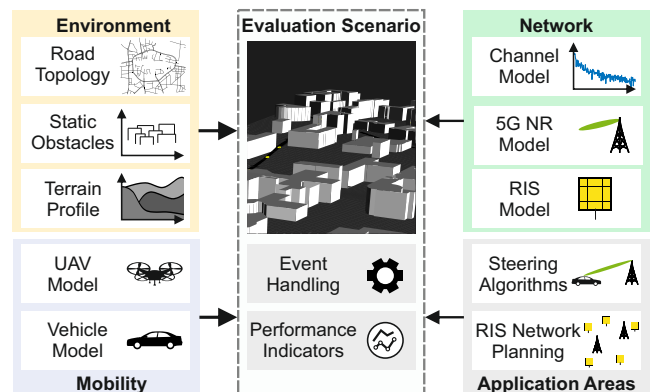 Environment
Road
Topology
Static
Obstacles
Terrain
Profile
UAV
Model
Vehicle
Model
Mobility
Evaluation Scenario
Event
Handling
Performance
Indicators
Network
Channel
Model
5G NR
Model
RIS
Model
Steering
Algorithms
RIS Network
Planning
Application Areas